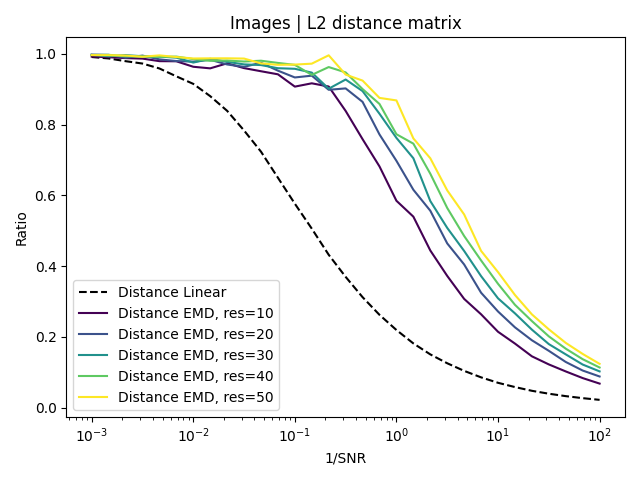 Images | L2 distance matrix
Ratio
1.0
0.8
0.6
0.4
0.2
0.0
Distance Linear
Distance EMD, res=10
Distance EMD, res=20
Distance EMD, res=30
Distance EMD, res=40
Distance EMD, res=50
10⁻³ 10⁻² 10⁻¹ 10⁰ 10¹ 10²
1/SNR